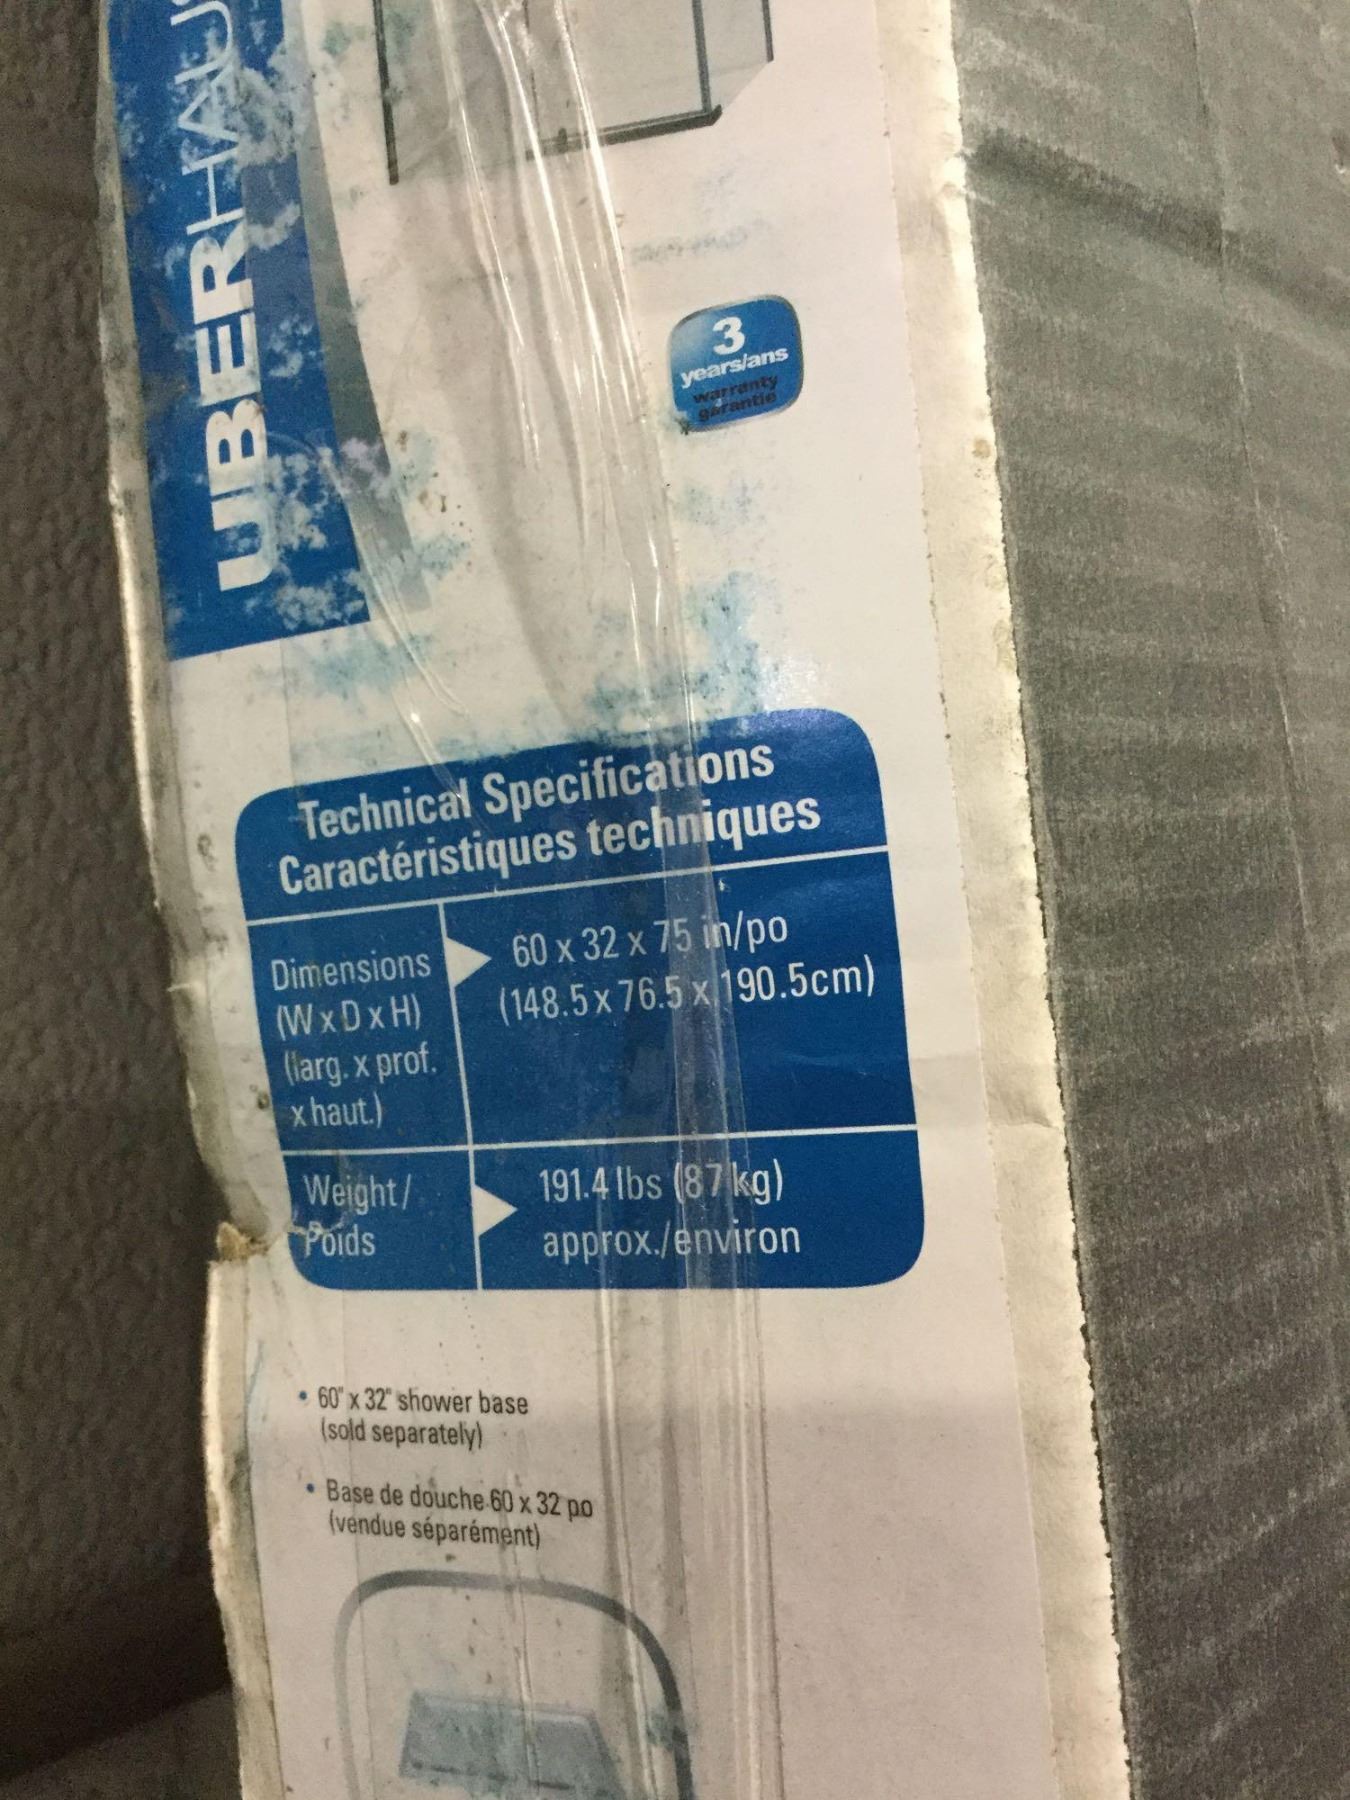 UBERHAUS
3
years/ans
warranty
garantie
Technical Specifications
Caractéristiques techniques
Dimensions
(W x D x H)
(larg. x prof.
x haut.)
60 x 32 x 75 in/po
(148.5 x 76.5 x 190.5cm)
Weight/
Poids
191.4 lbs (87 kg)
approx./environ
• 60" x 32" shower base
(sold separately)
• Base de douche 60 x 32 po
(vendue séparément)